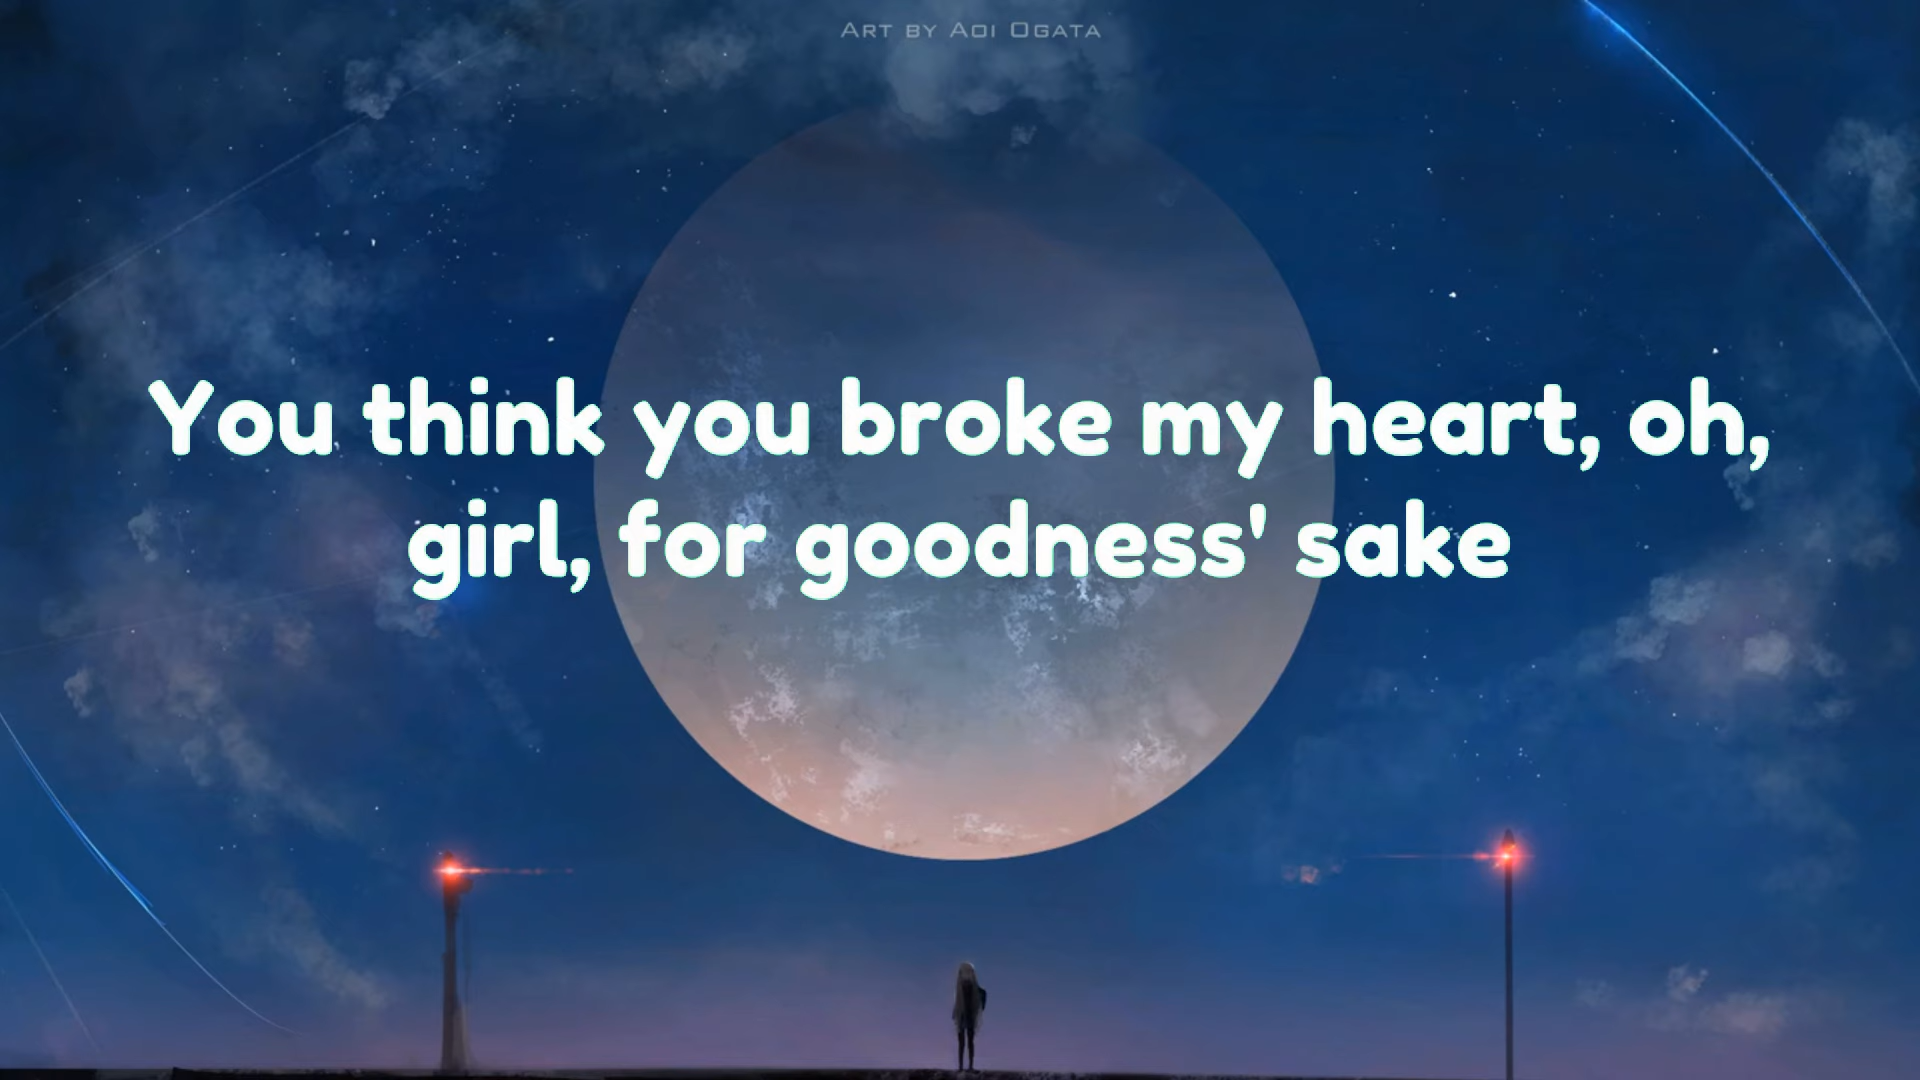 Art by Aoi Ogata
You think you broke my heart, oh,
girl, for goodness' sake